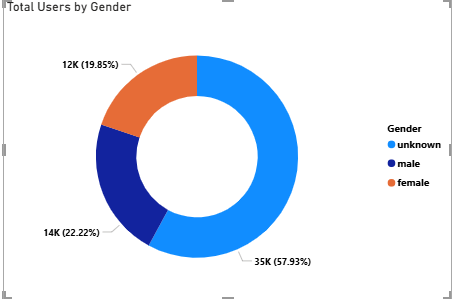 Total Users by Gender
12K (19.85%)
14K (22.22%)
35K (57.93%)
Gender
unknown
male
female